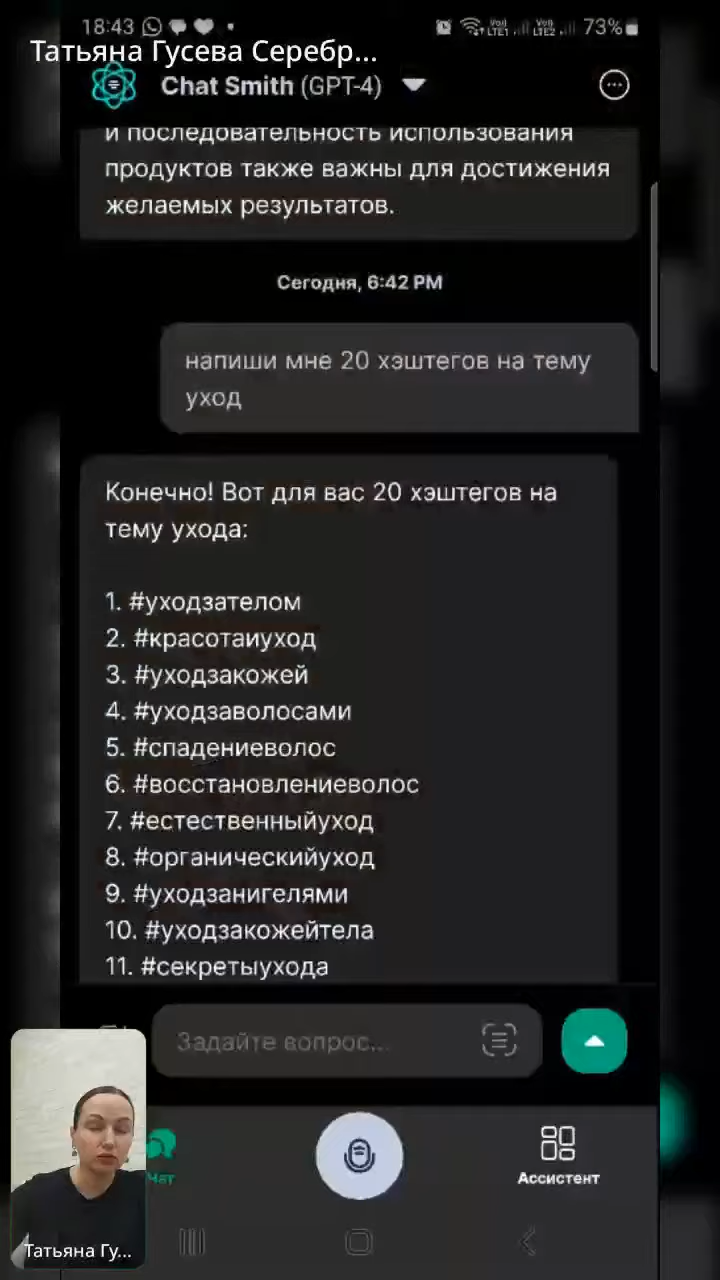 18:43
73%
Татьяна Гусева Серебр...
Chat Smith (GPT-4)
и последовательность использования
продуктов также важны для достижения
желаемых результатов.
Сегодня, 6:42 PM
напиши мне 20 хэштегов на тему
уход
Конечно! Вот для вас 20 хэштегов на
тему ухода:
1. #уходзателом
2. #красотаиуход
3. #уходзакожей
4. #уходзаволосами
5. #спадениеволос
6. #восстановлениеволос
7. #естественныйуход
8. #органическийуход
9. #уходзанигелями
10. #уходзакожейтела
11. #секретыухода
Задайте вопрос...
Чат
Ассистент
Татьяна Гу...